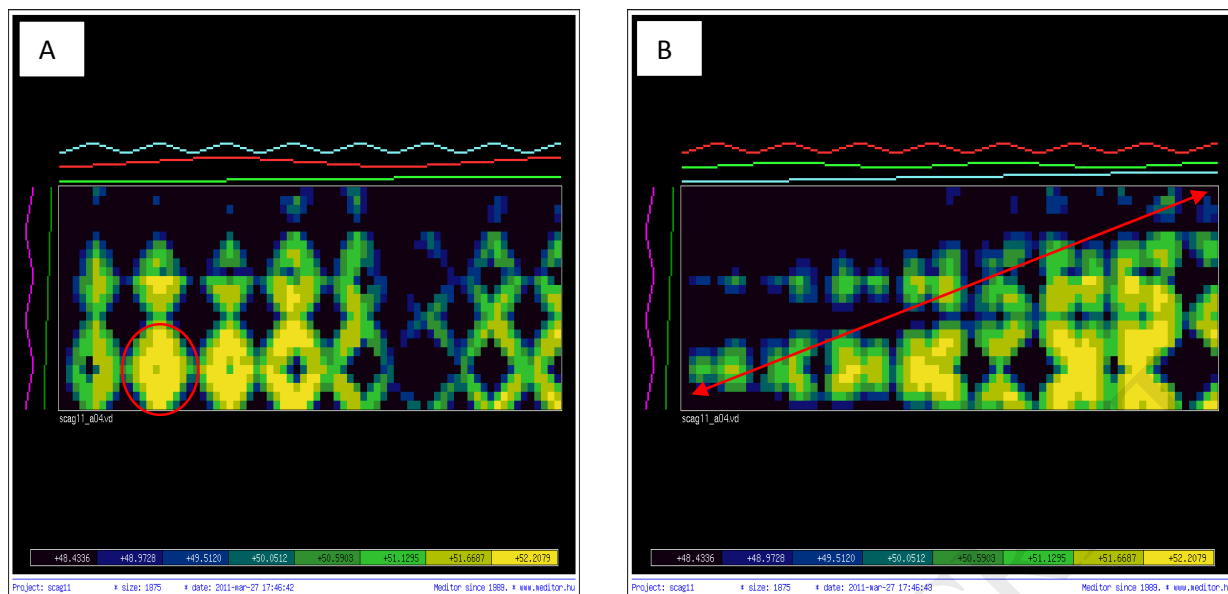 A
scag11_a04.vd
+48.4336 +48.9728 +49.5120 +50.0512 +50.5903 +51.1295 +51.6687 +52.2079
Project: scag11 * size: 1875 * date: 2011-mar-27 17:46:42 Meditor since 1989. * www.meditor.hu
B
scag11_a04.vd
+48.4336 +48.9728 +49.5120 +50.0512 +50.5903 +51.1295 +51.6687 +52.2079
Project: scag11 * size: 1875 * date: 2011-mar-27 17:46:43 Meditor since 1989. * www.meditor.hu